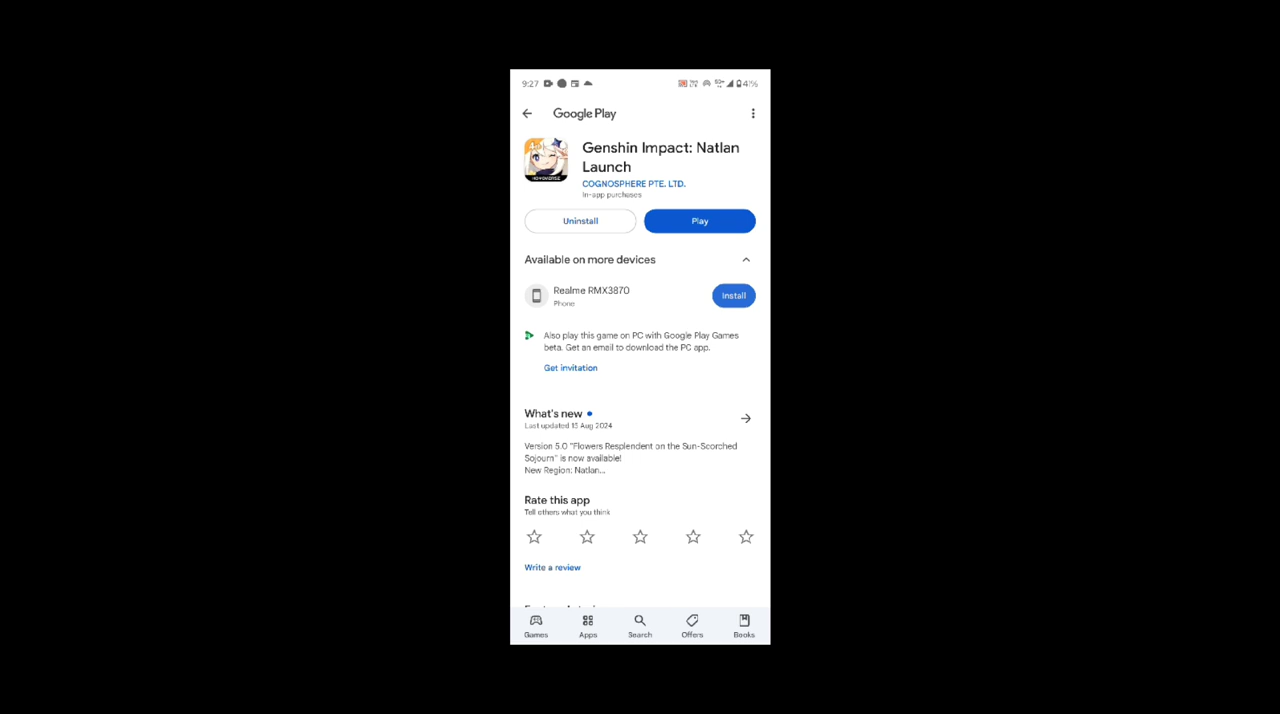 9:27
Google Play
Genshin Impact: Natlan
Launch
COGNOSPHERE PTE. LTD.
In-app purchases
Uninstall
Play
Available on more devices
Realme RMX3870
Phone
Install
Also play this game on PC with Google Play Games
beta. Get an email to download the PC app.
Get invitation
What's new
Last updated 13 Aug 2024
Version 5.0 "Flowers Resplendent on the Sun-Scorched
Sojourn" is now available!
New Region: Natlan...
Rate this app
Tell others what you think
Write a review
Games
Apps
Search
Offers
Books